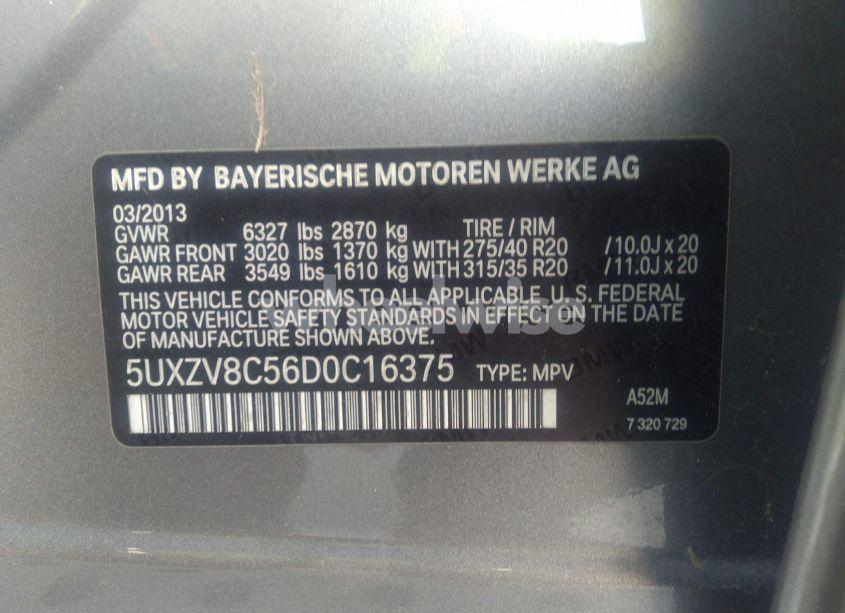 MFD BY BAYERISCHE MOTOREN WERKE AG
03/2013
GVWR 6327 lbs 2870 kg TIRE / RIM
GAWR FRONT 3020 lbs 1370 kg WITH 275/40 R20 /10.0J x 20
GAWR REAR 3549 lbs 1610 kg WITH 315/35 R20 /11.0J x 20
THIS VEHICLE CONFORMS TO ALL APPLICABLE U. S. FEDERAL
MOTOR VEHICLE SAFETY STANDARDS IN EFFECT ON THE DATE
OF MANUFACTURE SHOWN ABOVE.
5UXZV8C56D0C16375 TYPE: MPV
A52M
7 320 729